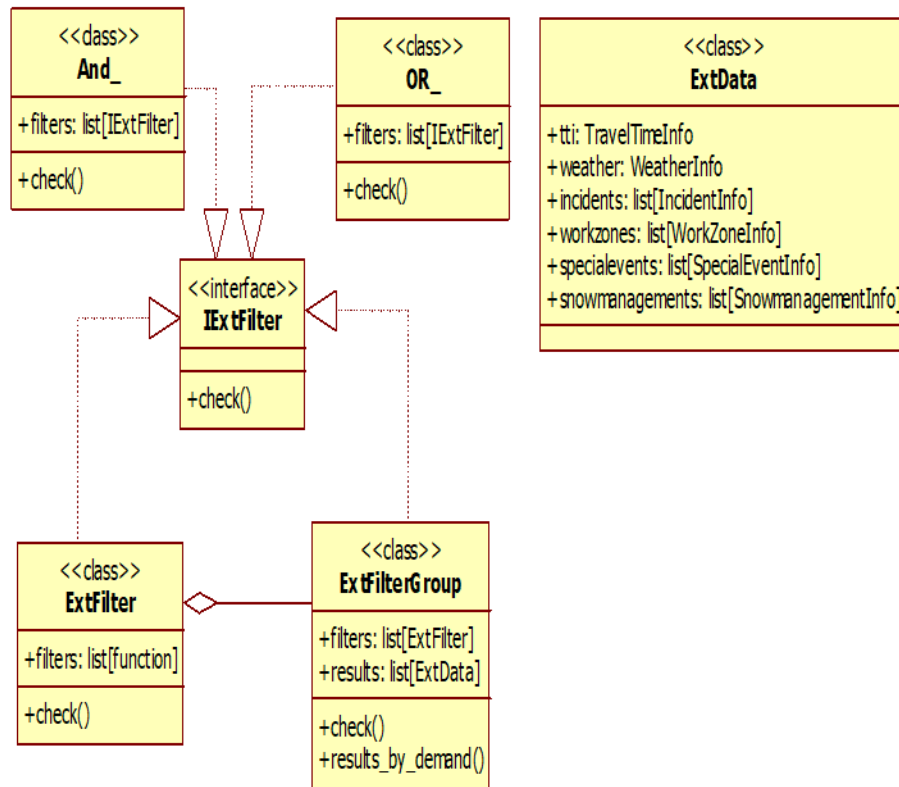 <<class>>
And_
+filters: list[IExtFilter]
+check()
<<class>>
OR_
+filters: list[IExtFilter]
+check()
<<class>>
ExtData
+tti: TravelTimeInfo
+weather: WeatherInfo
+incidents: list[IncidentInfo]
+workzones: list[WorkZoneInfo]
+specialevents: list[SpecialEventInfo]
+snowmanagements: list[SnowmanagementInfo]
<<interface>>
IExtFilter
+check()
<<class>>
ExtFilter
+filters: list[function]
+check()
<<class>>
ExtFilterGroup
+filters: list[ExtFilter]
+results: list[ExtData]
+check()
+results_by_demand()